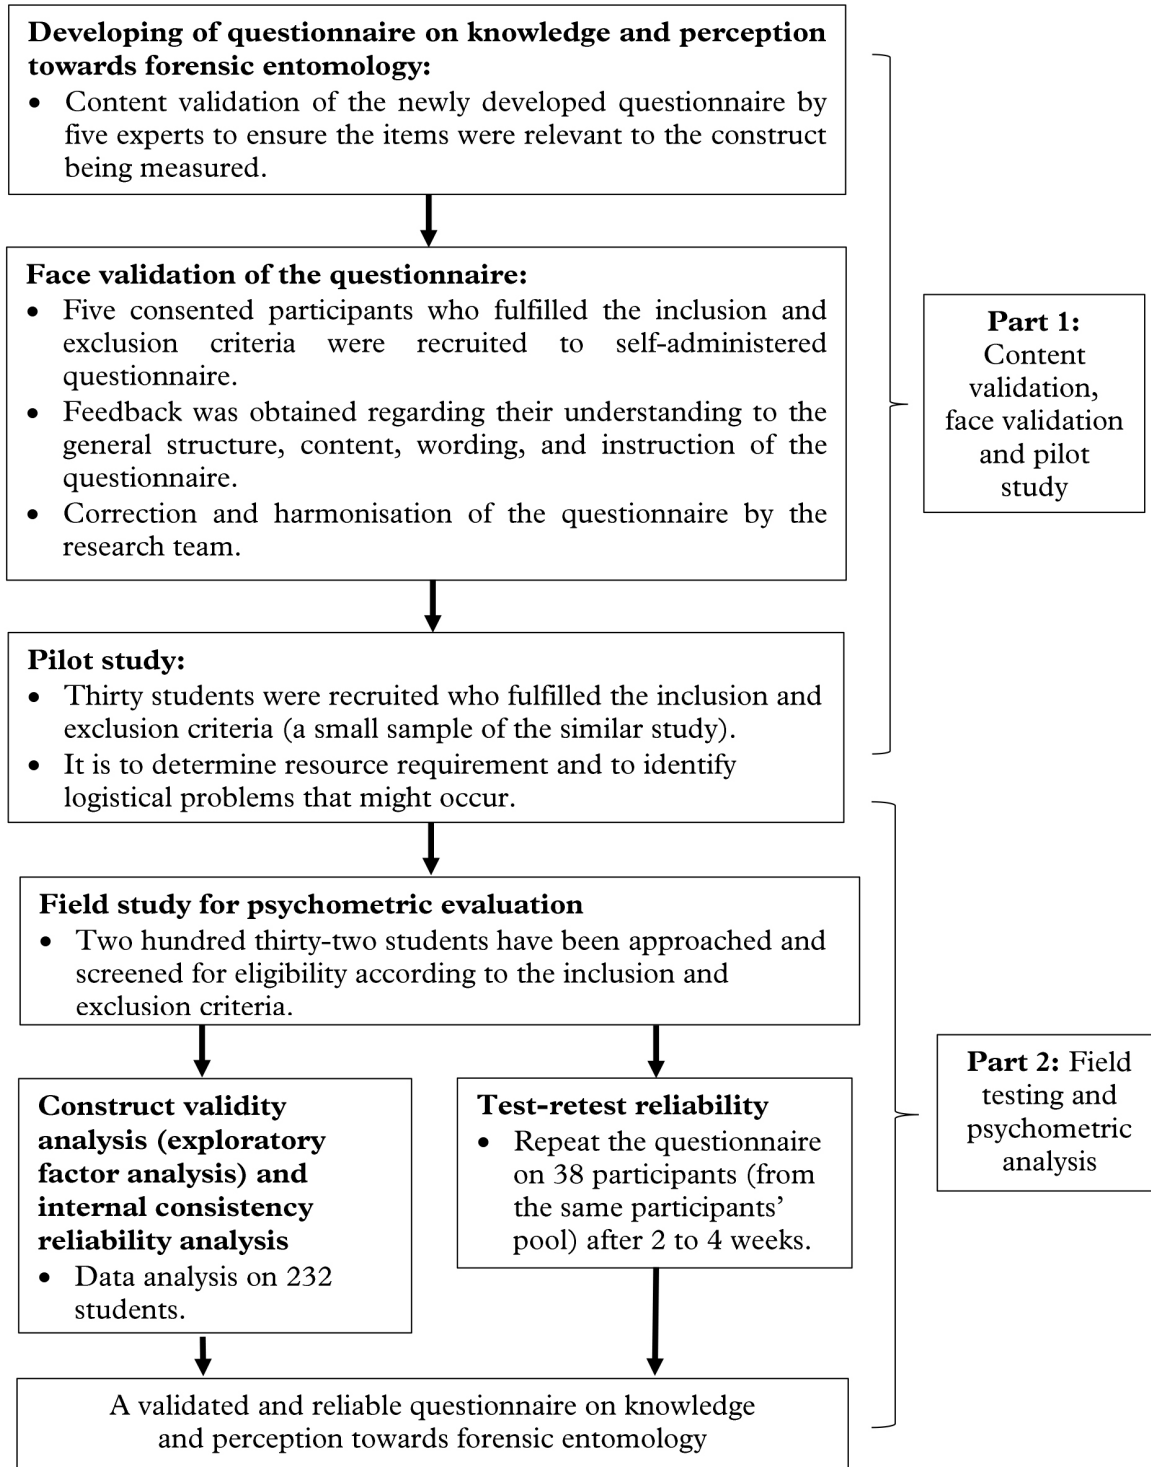 Developing of questionnaire on knowledge and perception
towards forensic entomology:
• Content validation of the newly developed questionnaire by
five experts to ensure the items were relevant to the construct
being measured.
Face validation of the questionnaire:
• Five consented participants who fulfilled the inclusion and
exclusion criteria were recruited to self-administered
questionnaire.
• Feedback was obtained regarding their understanding to the
general structure, content, wording, and instruction of the
questionnaire.
• Correction and harmonisation of the questionnaire by the
research team.
Part 1:
Content
validation,
face validation
and pilot
study
Pilot study:
• Thirty students were recruited who fulfilled the inclusion and
exclusion criteria (a small sample of the similar study).
• It is to determine resource requirement and to identify
logistical problems that might occur.
Field study for psychometric evaluation
• Two hundred thirty-two students have been approached and
screened for eligibility according to the inclusion and
exclusion criteria.
Construct validity
analysis (exploratory
factor analysis) and
internal consistency
reliability analysis
• Data analysis on 232
students.
Test-retest reliability
• Repeat the questionnaire
on 38 participants (from
the same participants’
pool) after 2 to 4 weeks.
Part 2: Field
testing and
psychometric
analysis
A validated and reliable questionnaire on knowledge
and perception towards forensic entomology